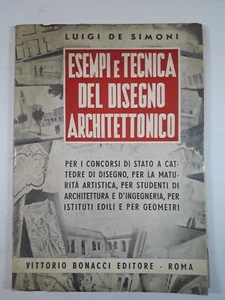 LUIGI DE SIMONI
ESEMPI E TECNICA
DEL DISEGNO
ARCHITETTONICO
PER I CONCORSI DI STATO A CAT-
TEDRE DI DISEGNO, PER LA MATU-
RITÀ ARTISTICA, PER STUDENTI DI
ARCHITETTURA E D'INGEGNERIA, PER
ISTITUTI EDILI E PER GEOMETRI
VITTORIO BONACCI EDITORE - ROMA